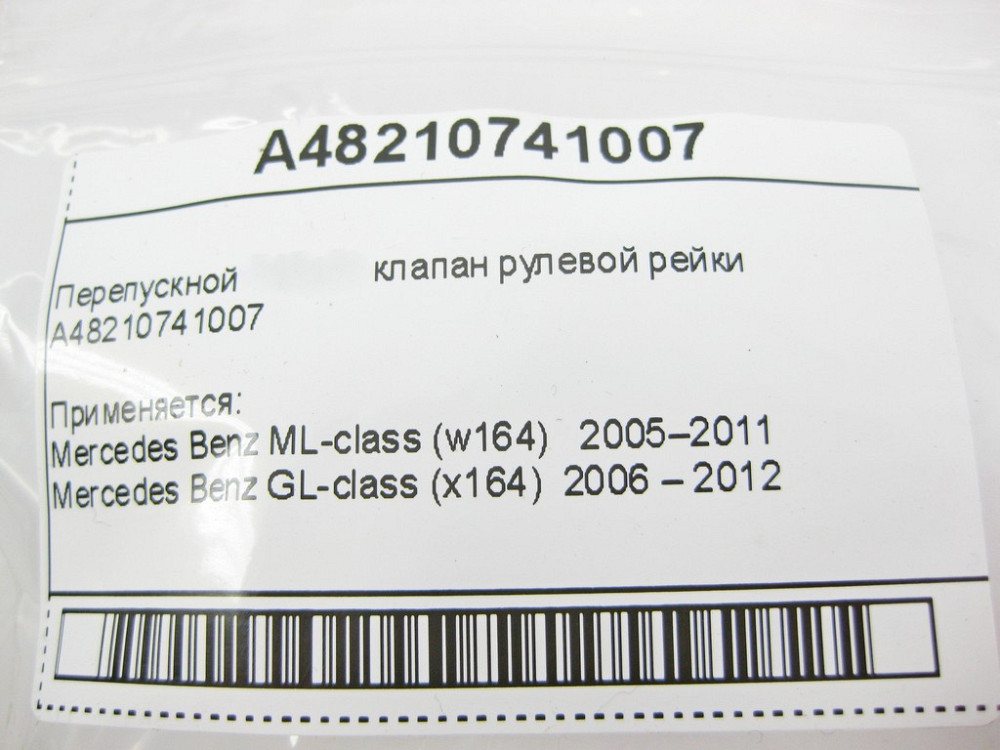 A48210741007
Перепускной клапан рулевой рейки
A48210741007
Применяется:
Mercedes Benz ML-class (w164) 2005–2011
Mercedes Benz GL-class (x164) 2006 – 2012